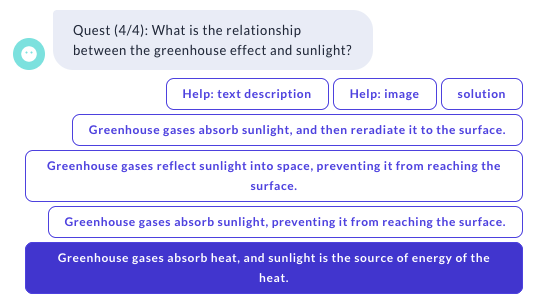 Quest (4/4): What is the relationship
between the greenhouse effect and sunlight?
Help: text description
Help: image
solution
Greenhouse gases absorb sunlight, and then reradiate it to the surface.
Greenhouse gases reflect sunlight into space, preventing it from reaching the
surface.
Greenhouse gases absorb sunlight, preventing it from reaching the surface.
Greenhouse gases absorb heat, and sunlight is the source of energy of the
heat.